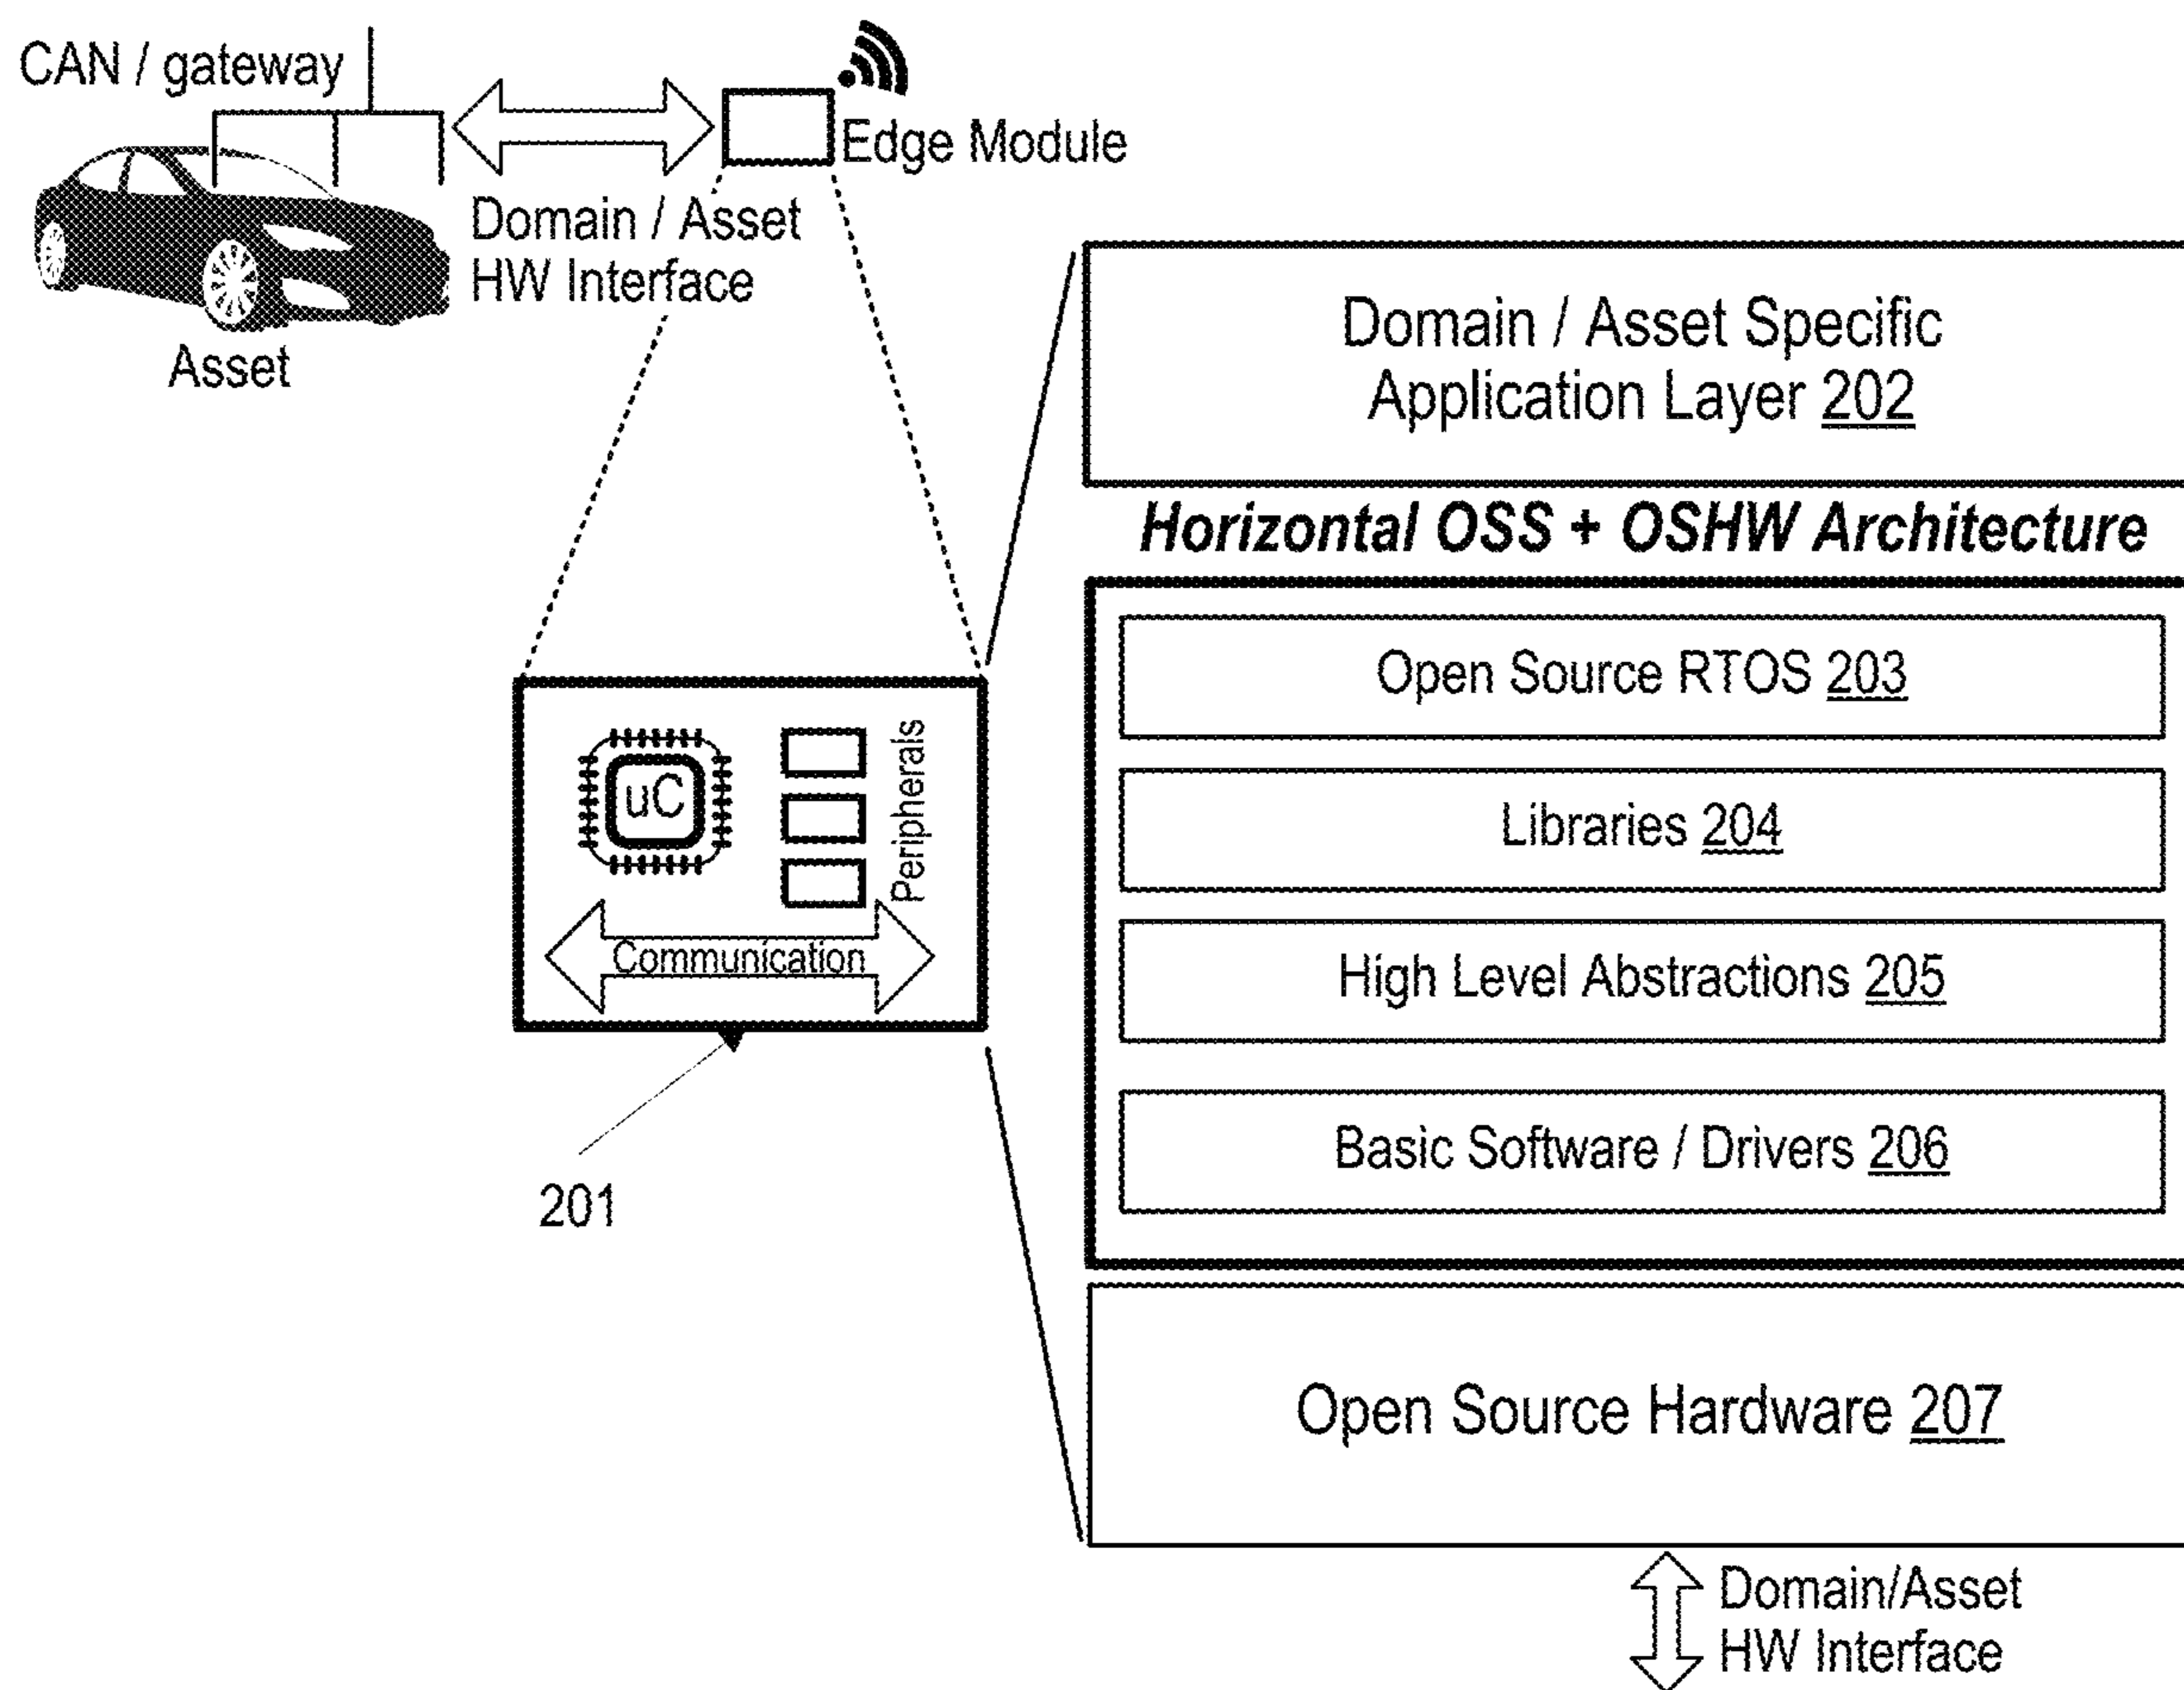 CAN / gateway
Edge Module
Domain / Asset
HW Interface
Asset
Domain / Asset Specific
Application Layer 202
Horizontal OSS + OSHW Architecture
Open Source RTOS 203
Libraries 204
High Level Abstractions 205
Basic Software / Drivers 206
Open Source Hardware 207
uC
Peripherals
Communication
201
Domain/Asset
HW Interface